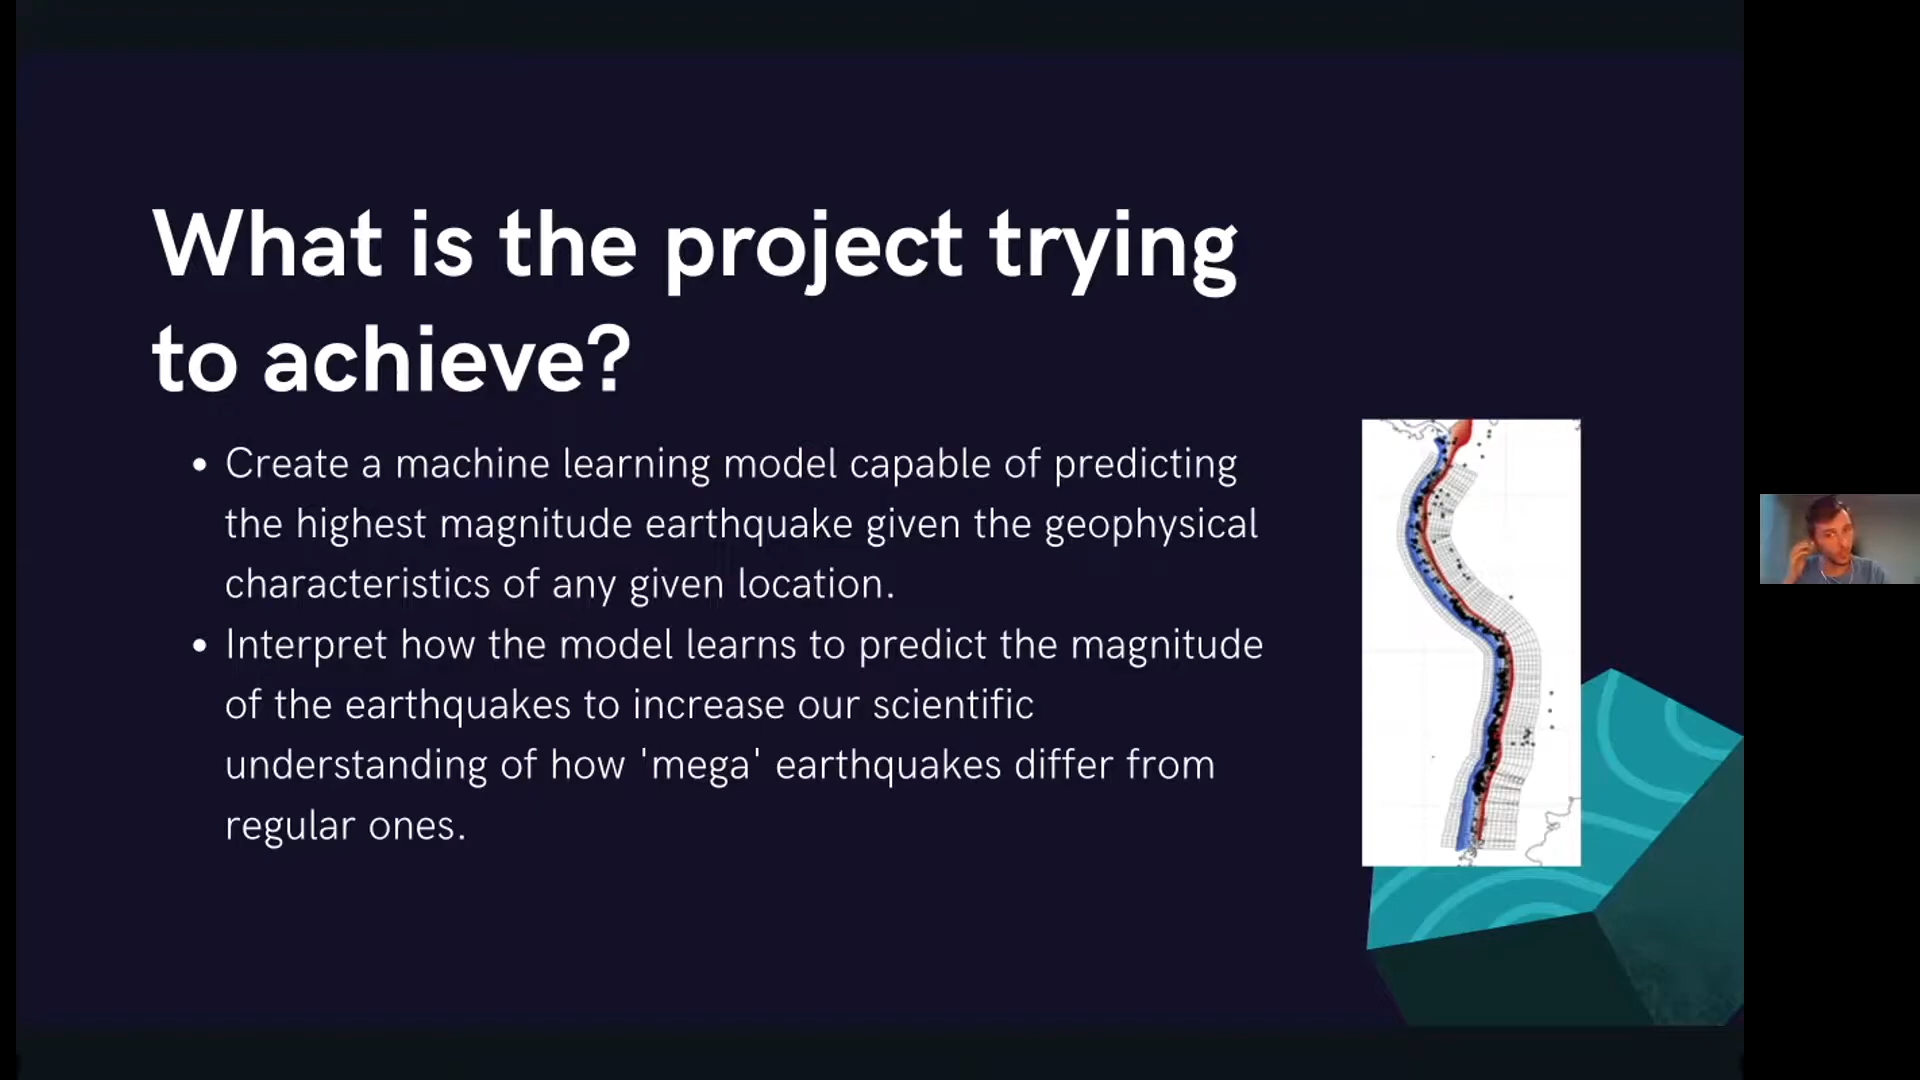 What is the project trying
to achieve?
• Create a machine learning model capable of predicting
the highest magnitude earthquake given the geophysical
characteristics of any given location.
• Interpret how the model learns to predict the magnitude
of the earthquakes to increase our scientific
understanding of how 'mega' earthquakes differ from
regular ones.